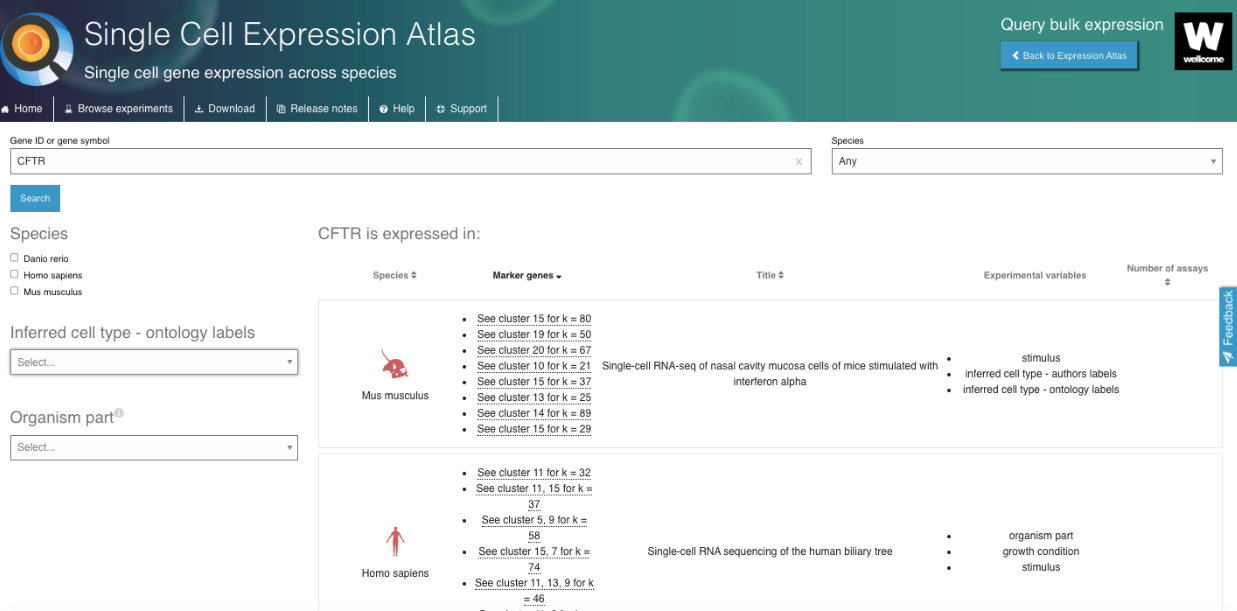 Single Cell Expression Atlas
Single cell gene expression across species
Query bulk expression
Back to Expression Atlas
W
wellcome
Home
Browse experiments
Download
Release notes
Help
Support
Gene ID or gene symbol
CFTR
x
Species
Any
Search
Species
Danio rerio
Homo sapiens
Mus musculus
Inferred cell type - ontology labels
Select...
Organism part
Select...
CFTR is expressed in:
Species
Marker genes
Title
Experimental variables
Number of assays
Mus musculus
See cluster 15 for k = 80
See cluster 19 for k = 50
See cluster 20 for k = 67
See cluster 10 for k = 21
See cluster 15 for k = 37
See cluster 13 for k = 25
See cluster 14 for k = 89
See cluster 15 for k = 29
Single-cell RNA-seq of nasal cavity mucosa cells of mice stimulated with
interferon alpha
stimulus
inferred cell type - authors labels
inferred cell type - ontology labels
Homo sapiens
See cluster 11 for k = 32
See cluster 11, 15 for k =
37
See cluster 5, 9 for k =
58
See cluster 15, 7 for k =
74
See cluster 11, 13, 9 for k
= 46
Single-cell RNA sequencing of the human biliary tree
organism part
growth condition
stimulus
Feedback